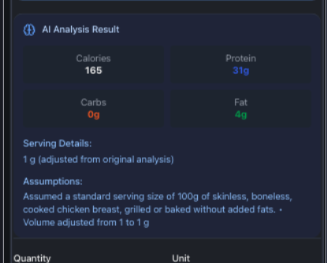 AI Analysis Result
Calories Protein
165 31g
Carbs Fat
0g 4g
Serving Details:
1 g (adjusted from original analysis)
Assumptions:
Assumed a standard serving size of 100g of skinless, boneless,
cooked chicken breast, grilled or baked without added fats. •
Volume adjusted from 1 to 1 g
Quantity Unit